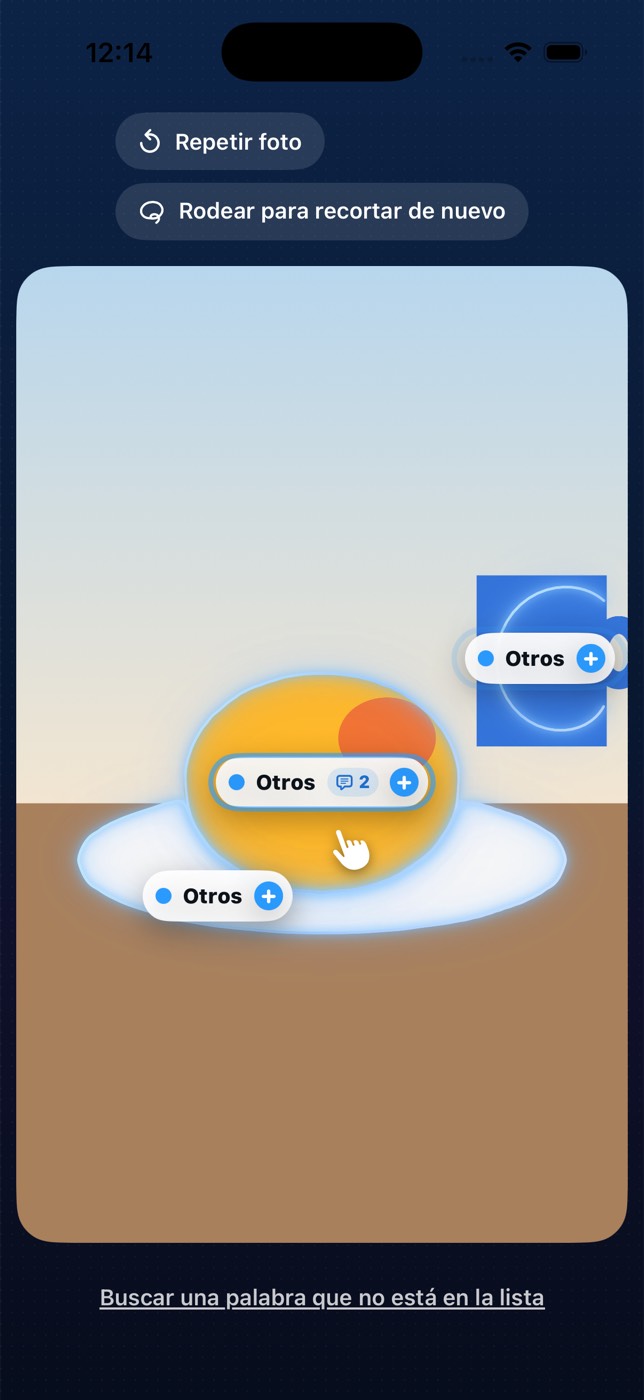 12:14
Repetir foto
Rodear para recortar de nuevo
Otros
Otros 2
Otros
Buscar una palabra que no está en la lista